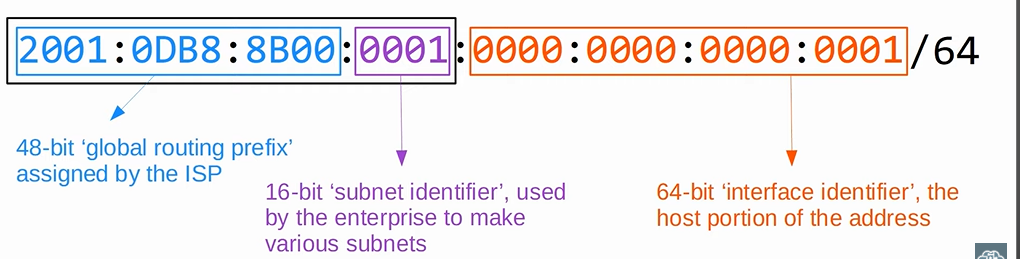 2001:0DB8:8B00:0001:0000:0000:0000:0001/64
48-bit ‘global routing prefix’
assigned by the ISP
16-bit ‘subnet identifier’, used
by the enterprise to make
various subnets
64-bit ‘interface identifier’, the
host portion of the address